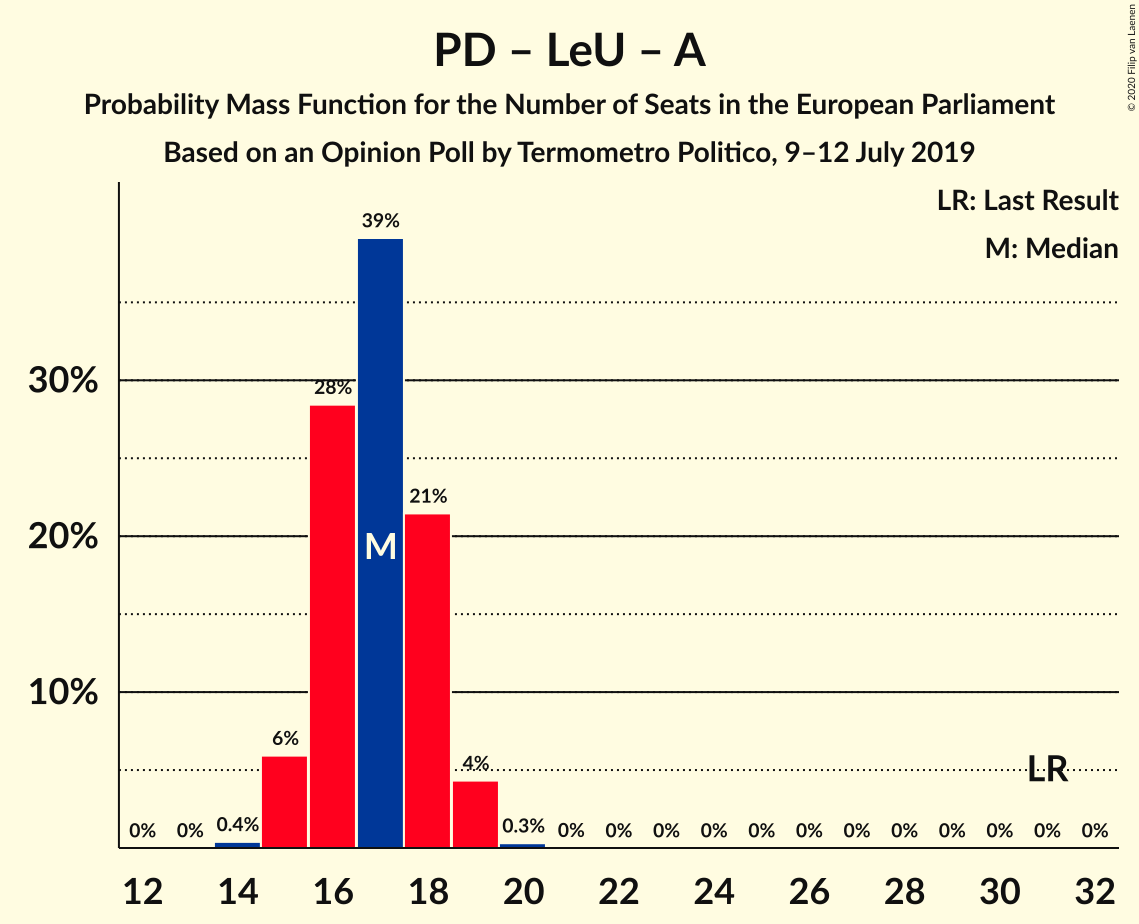 © 2020 Filip van Laenen
PD – LeU – A
Probability Mass Function for the Number of Seats in the European Parliament
Based on an Opinion Poll by Termometro Politico, 9–12 July 2019
LR: Last Result
M: Median
39%
30%
28%
21%
20%
M
10%
6%
4%
LR
0% 0% 0.4% 0.3% 0% 0% 0% 0% 0% 0% 0% 0% 0% 0% 0% 0%
12 14 16 18 20 22 24 26 28 30 32